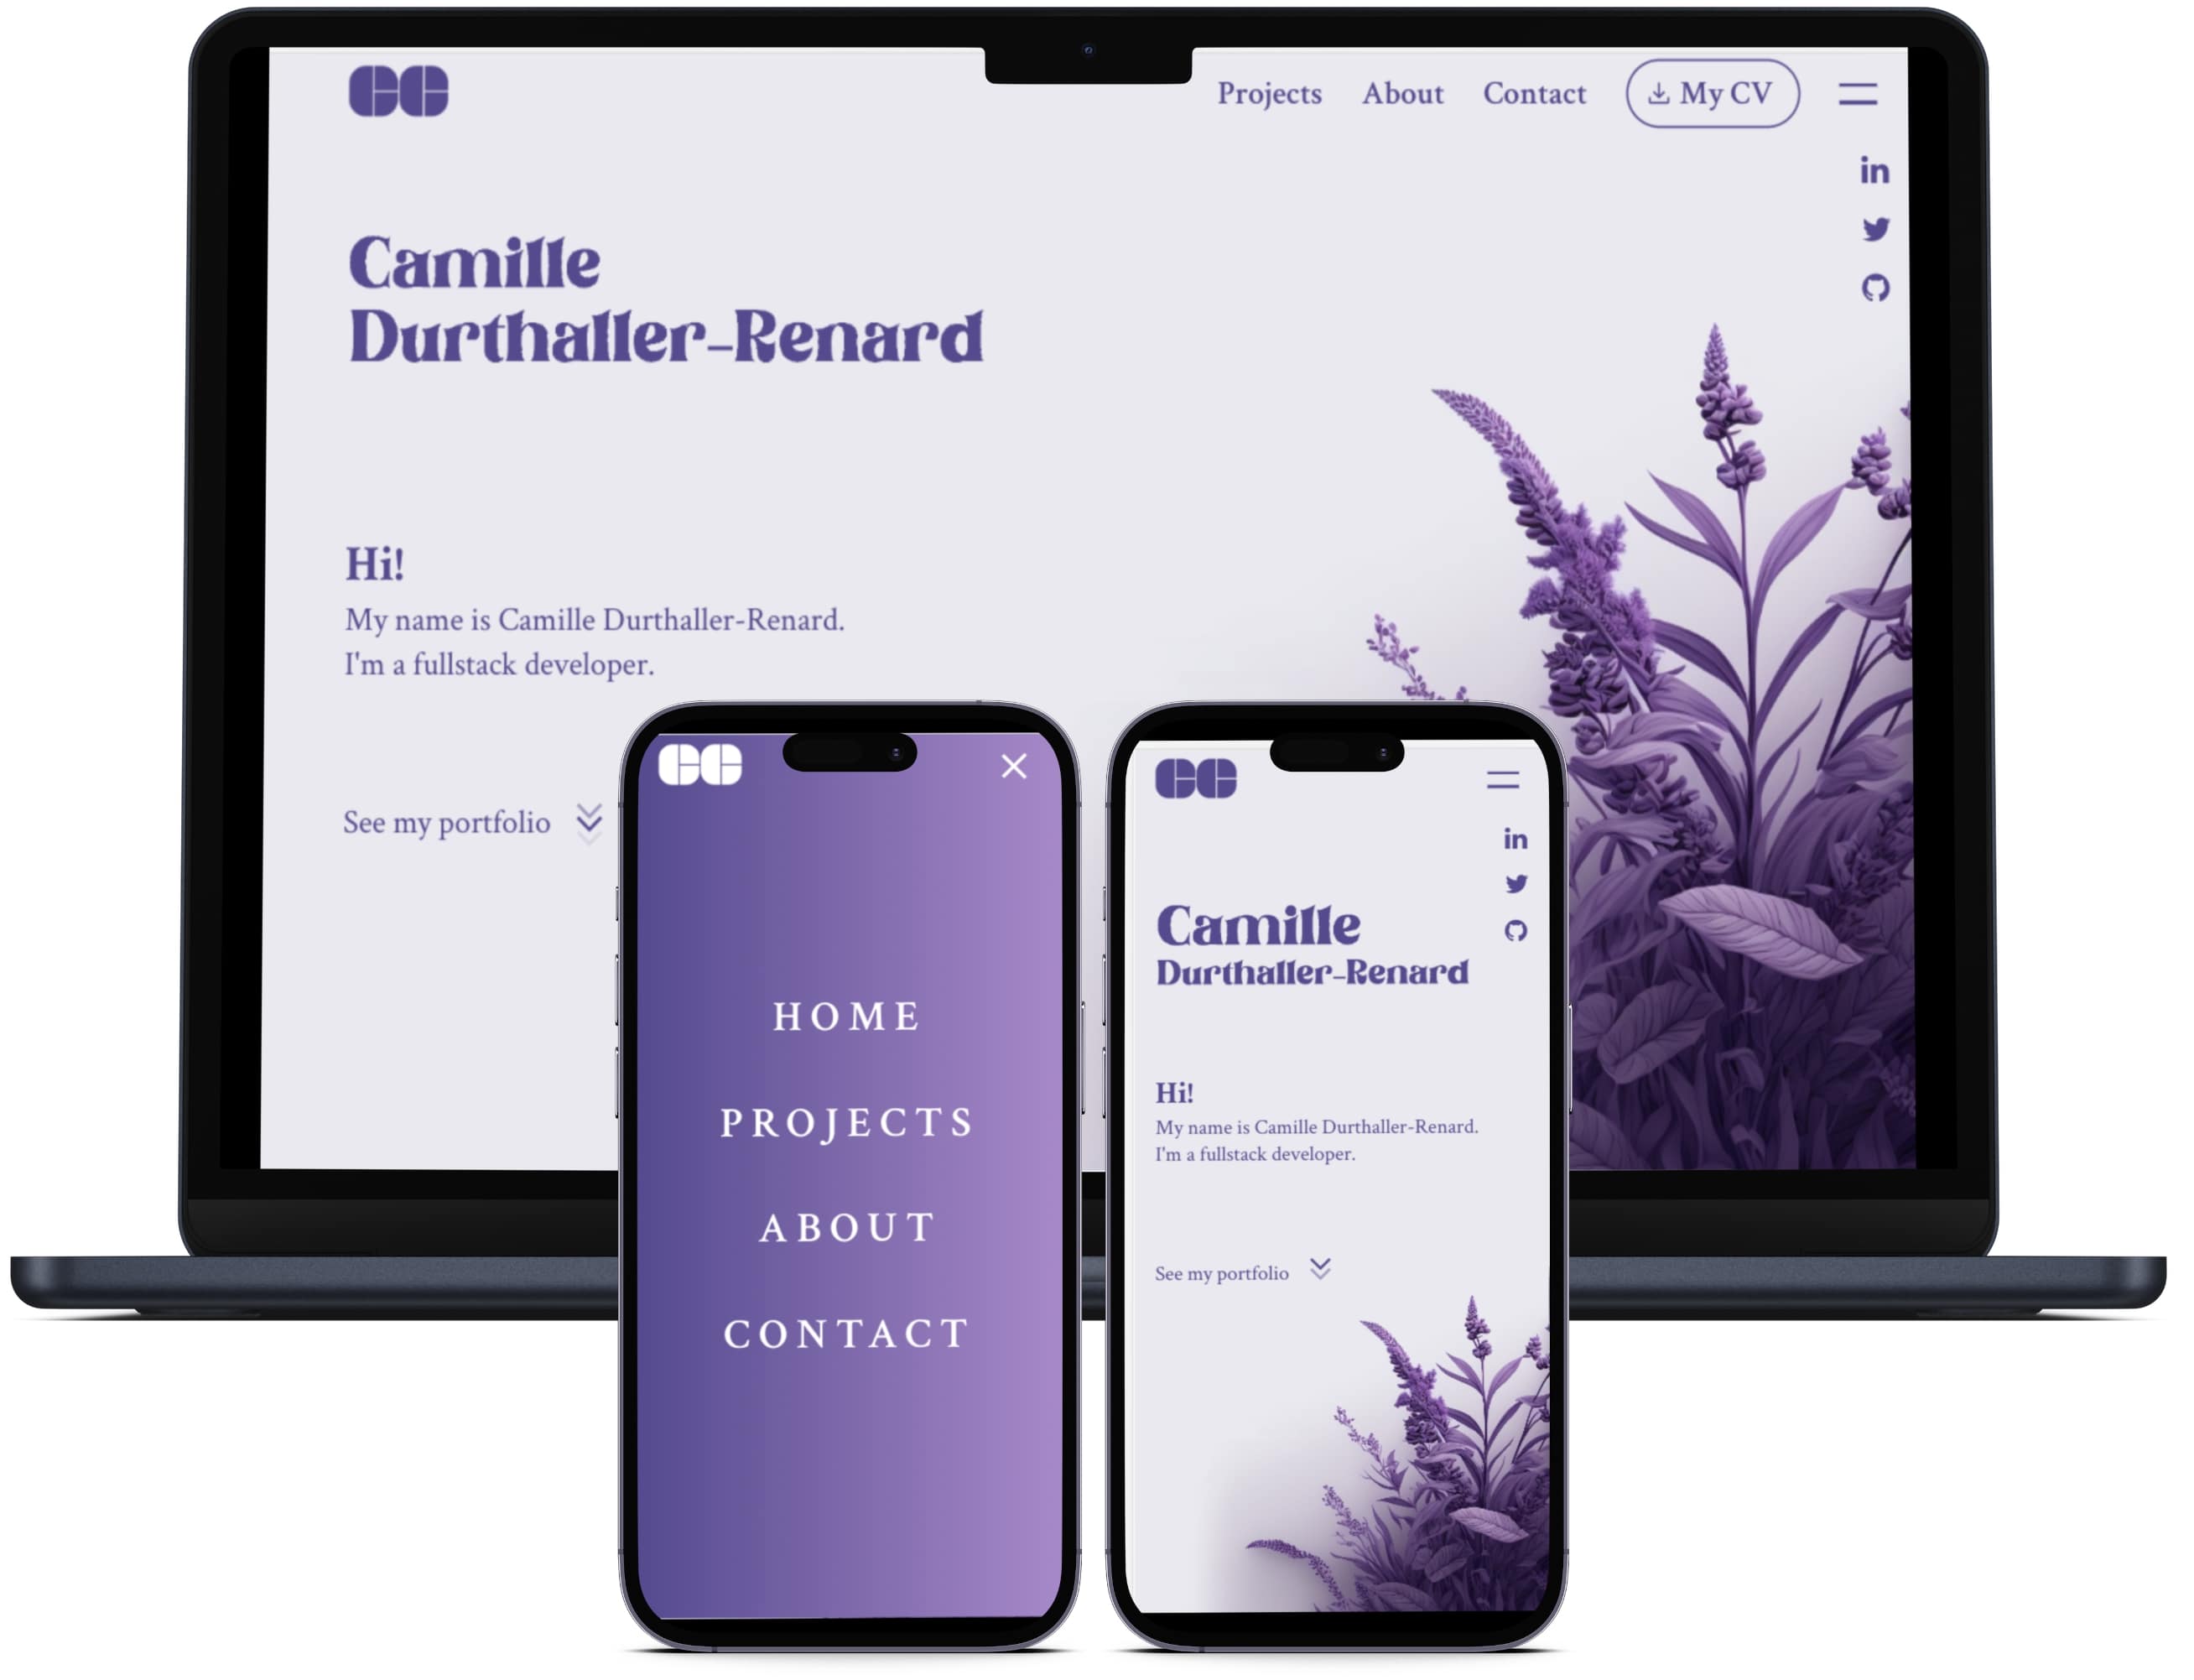 CC
Projects About Contact My CV
in
Camille
Durthaller-Renard
Hi!
My name is Camille Durthaller-Renard.
I'm a fullstack developer.
See my portfolio
CC
HOME
PROJECTS
ABOUT
CONTACT
CC
in
Camille
Durthaller-Renard
Hi!
My name is Camille Durthaller-Renard.
I'm a fullstack developer.
See my portfolio